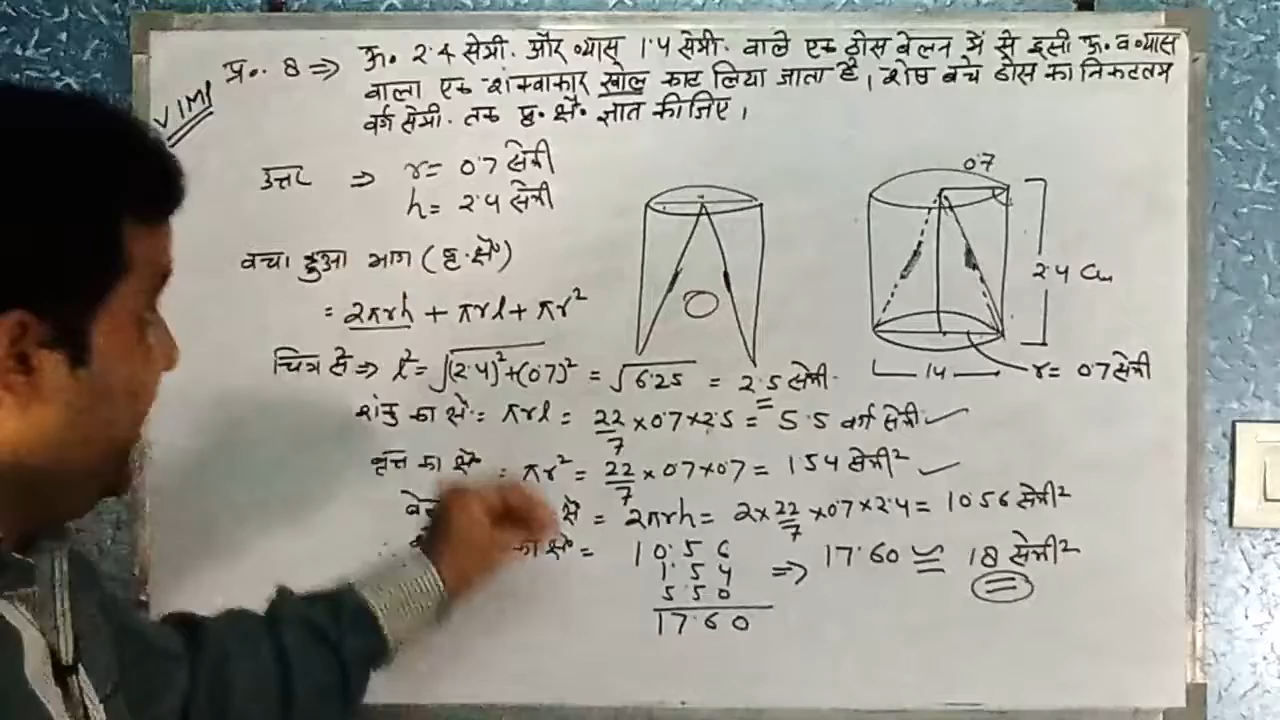 V IMP
प्र॰. 8 ⇒ ऊ. 2.4 सेमी. और व्यास 1.4 सेमी. वाले एक ठोस बेलन में से इसी ऊ. व व्यास
वाला एक शंक्वाकार खोल काट लिया जाता है, शेष बचे ठोस का निकटतम
वर्ग सेमी. तक पृ. क्षे. ज्ञात कीजिए।
उत्तर ⇒ r = 0.7 सेमी
h = 2.4 सेमी
बचा हुआ भाग (पृ.क्षे॰)
= 2πrh + πrl + πr²
चित्र से ⇒ l² = √(2.4)²+(0.7)² = √6.25 = 2.5 सेमी.
शंकु का क्षे. = πrl = 22/7 × 0.7 × 2.5 = 5.5 वर्ग सेमी. ✓
वृत्त का क्षे. = πr² = 22/7 × 0.7 × 0.7 = 1.54 सेमी² ✓
क्षे = 2πrh = 2 × 22/7 × 0.7 × 2.4 = 10.56 सेमी²
का क्षे॰ = 10.56
1.54 ⇒ 17.60 ≃ 18 सेमी²
5.50
17.60
0.7
2.4 cm
1.4
r = 0.7 सेमी